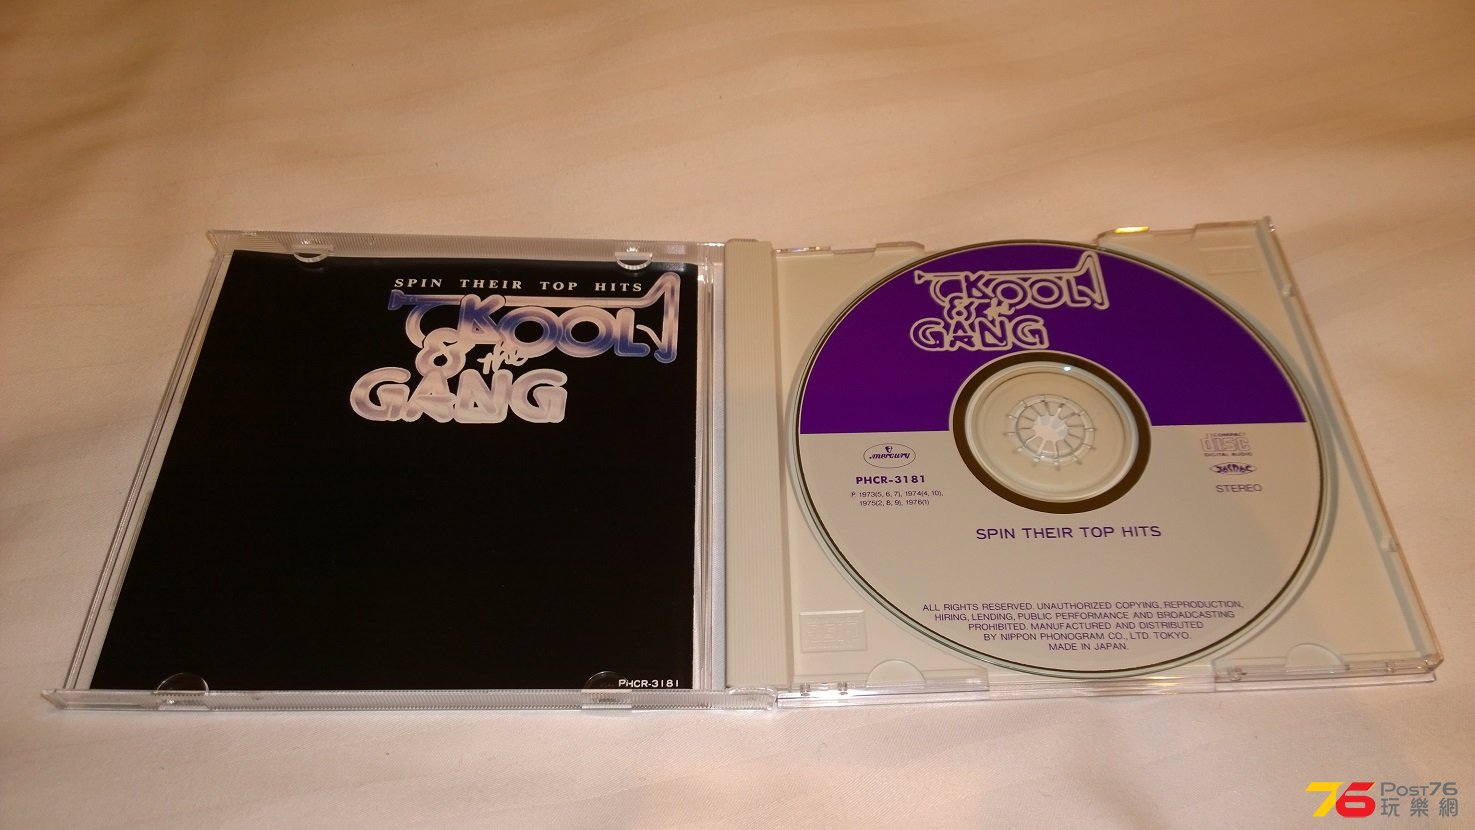 SPIN THEIR TOP HITS
KOOL
& the
GANG
PHCR-3181
KOOL
& the
GANG
mercury
PHCR-3181
P 1973(5, 6, 7), 1974(4, 10),
1975(2, 8, 9), 1976(1)
COMPACT
disc
DIGITAL AUDIO
STEREO
SPIN THEIR TOP HITS
ALL RIGHTS RESERVED. UNAUTHORIZED COPYING, REPRODUCTION,
HIRING, LENDING, PUBLIC PERFORMANCE AND BROADCASTING
PROHIBITED. MANUFACTURED AND DISTRIBUTED
BY NIPPON PHONOGRAM CO., LTD. TOKYO.
MADE IN JAPAN.
76 POST76
玩樂網